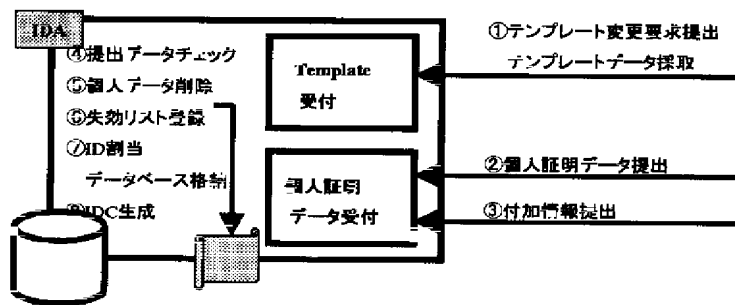 IDA
④提出データチェック
⑤個人データ削除
⑥失効リスト登録
⑦ID割当
データベース格納
⑧IDC生成
Template
受付
個人証明
データ受付
①テンプレート変更要求提出
テンプレートデータ採取
②個人証明データ提出
③付加情報提出